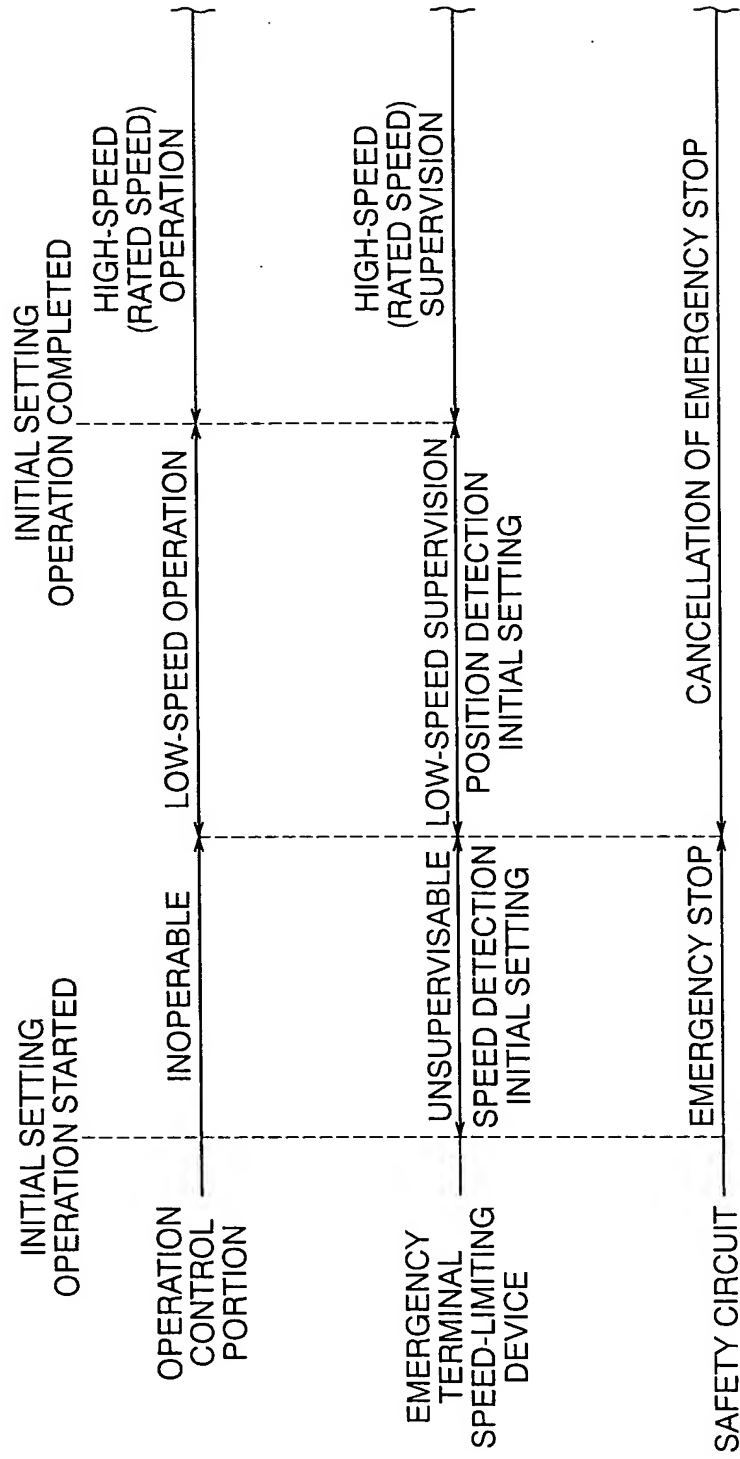 INITIAL SETTING
OPERATION STARTED
INITIAL SETTING
OPERATION COMPLETED
OPERATION
CONTROL
PORTION
INOPERABLE
LOW-SPEED OPERATION
HIGH-SPEED
(RATED SPEED)
OPERATION
EMERGENCY
TERMINAL
SPEED-LIMITING
DEVICE
UNSUPERVISABLE
SPEED DETECTION
INITIAL SETTING
LOW-SPEED SUPERVISION
POSITION DETECTION
INITIAL SETTING
HIGH-SPEED
(RATED SPEED)
SUPERVISION
SAFETY CIRCUIT
EMERGENCY STOP
CANCELLATION OF EMERGENCY STOP